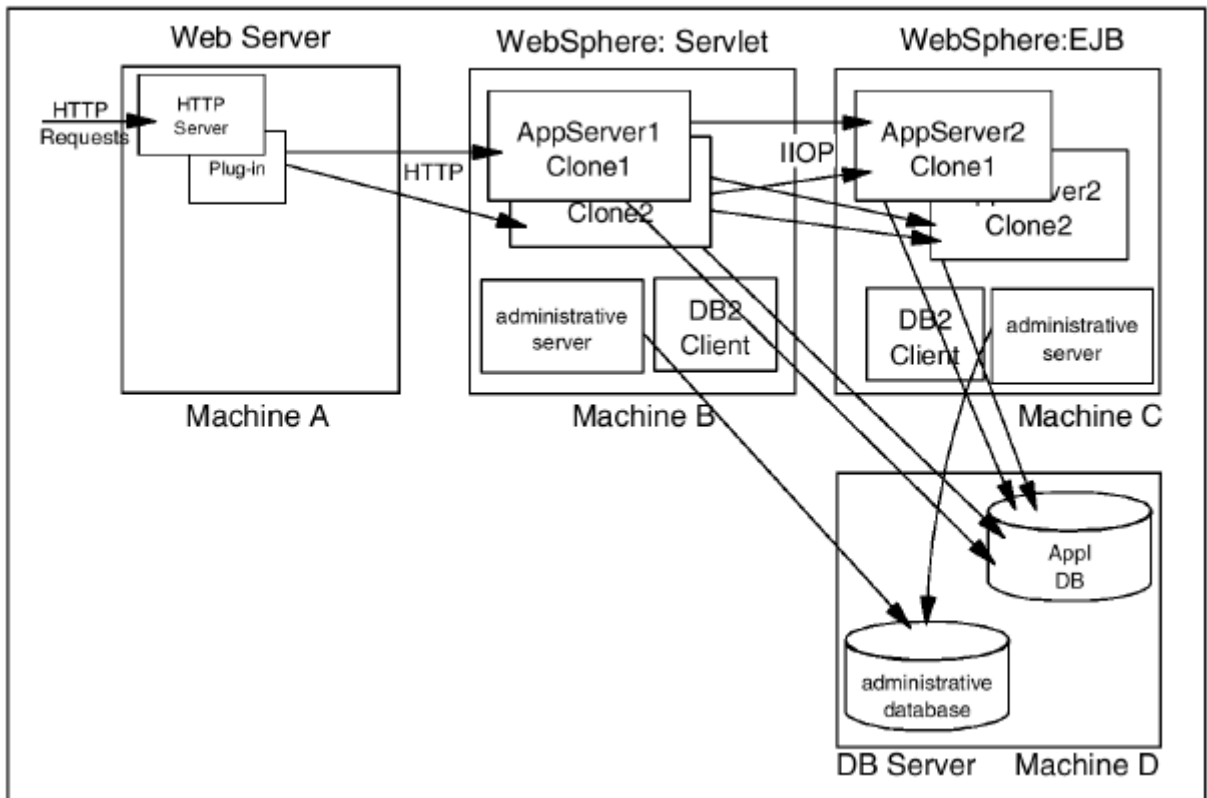 Web Server
WebSphere: Servlet
WebSphere:EJB
HTTP
Requests
HTTP
Server
Plug-in
HTTP
AppServer1
Clone1
Clone2
IIOP
AppServer2
Clone1
ver2
Clone2
administrative
server
DB2
Client
DB2
Client
administrative
server
Machine A
Machine B
Machine C
Appl
DB
administrative
database
DB Server
Machine D